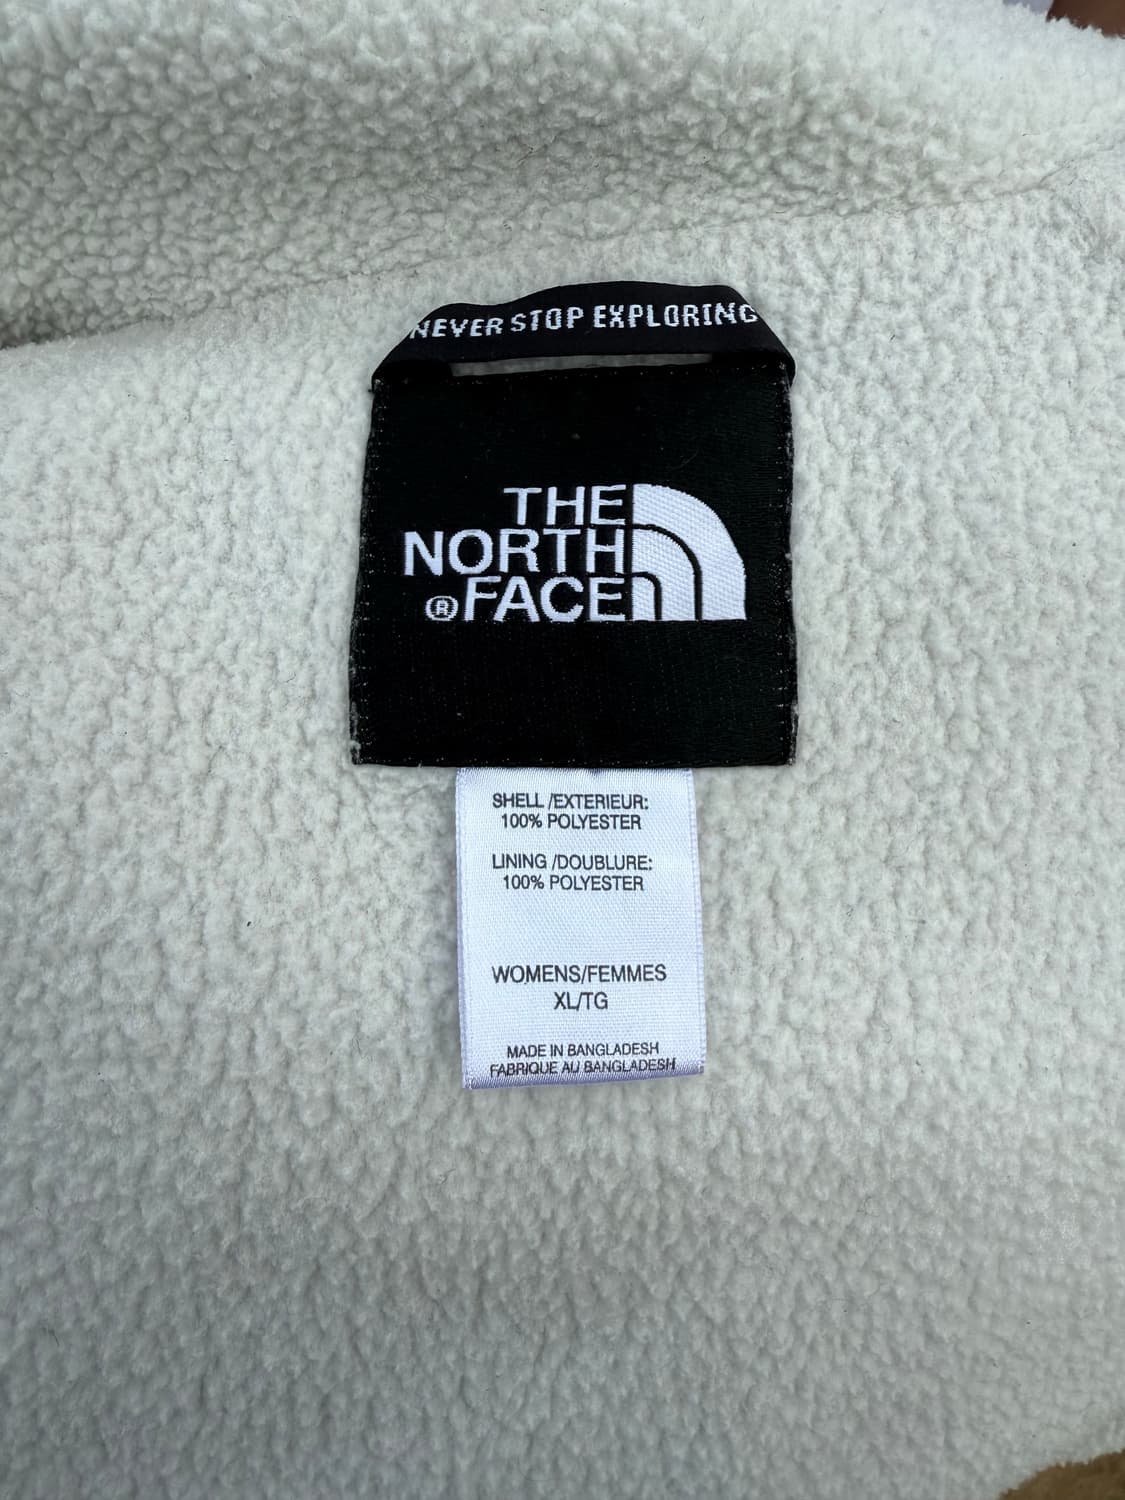 NEVER STOP EXPLORING
THE
NORTH
® FACE
SHELL /EXTERIEUR:
100% POLYESTER
LINING /DOUBLURE:
100% POLYESTER
WOMENS/FEMMES
XL/TG
MADE IN BANGLADESH
FABRIQUE AU BANGLADESH